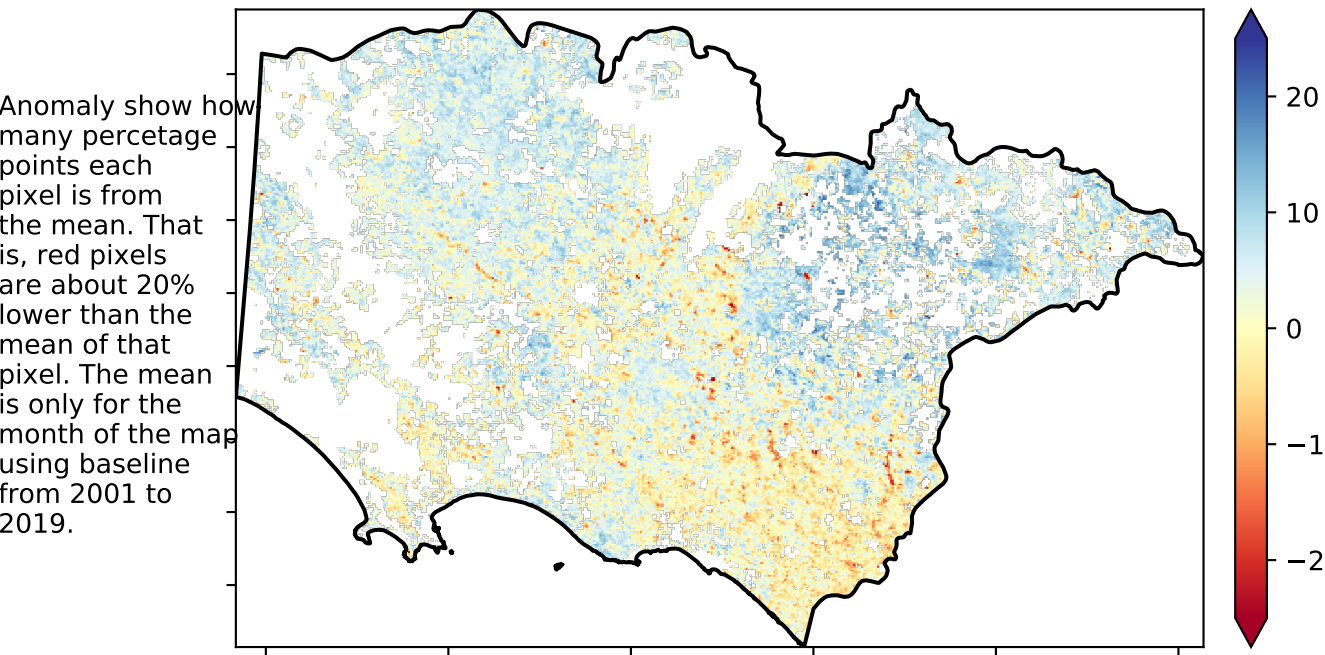 Anomaly show how
many percetage
points each
pixel is from
the mean. That
is, red pixels
are about 20%
lower than the
mean of that
pixel. The mean
is only for the
month of the map
using baseline
from 2001 to
2019.
20
10
0
−1
−2